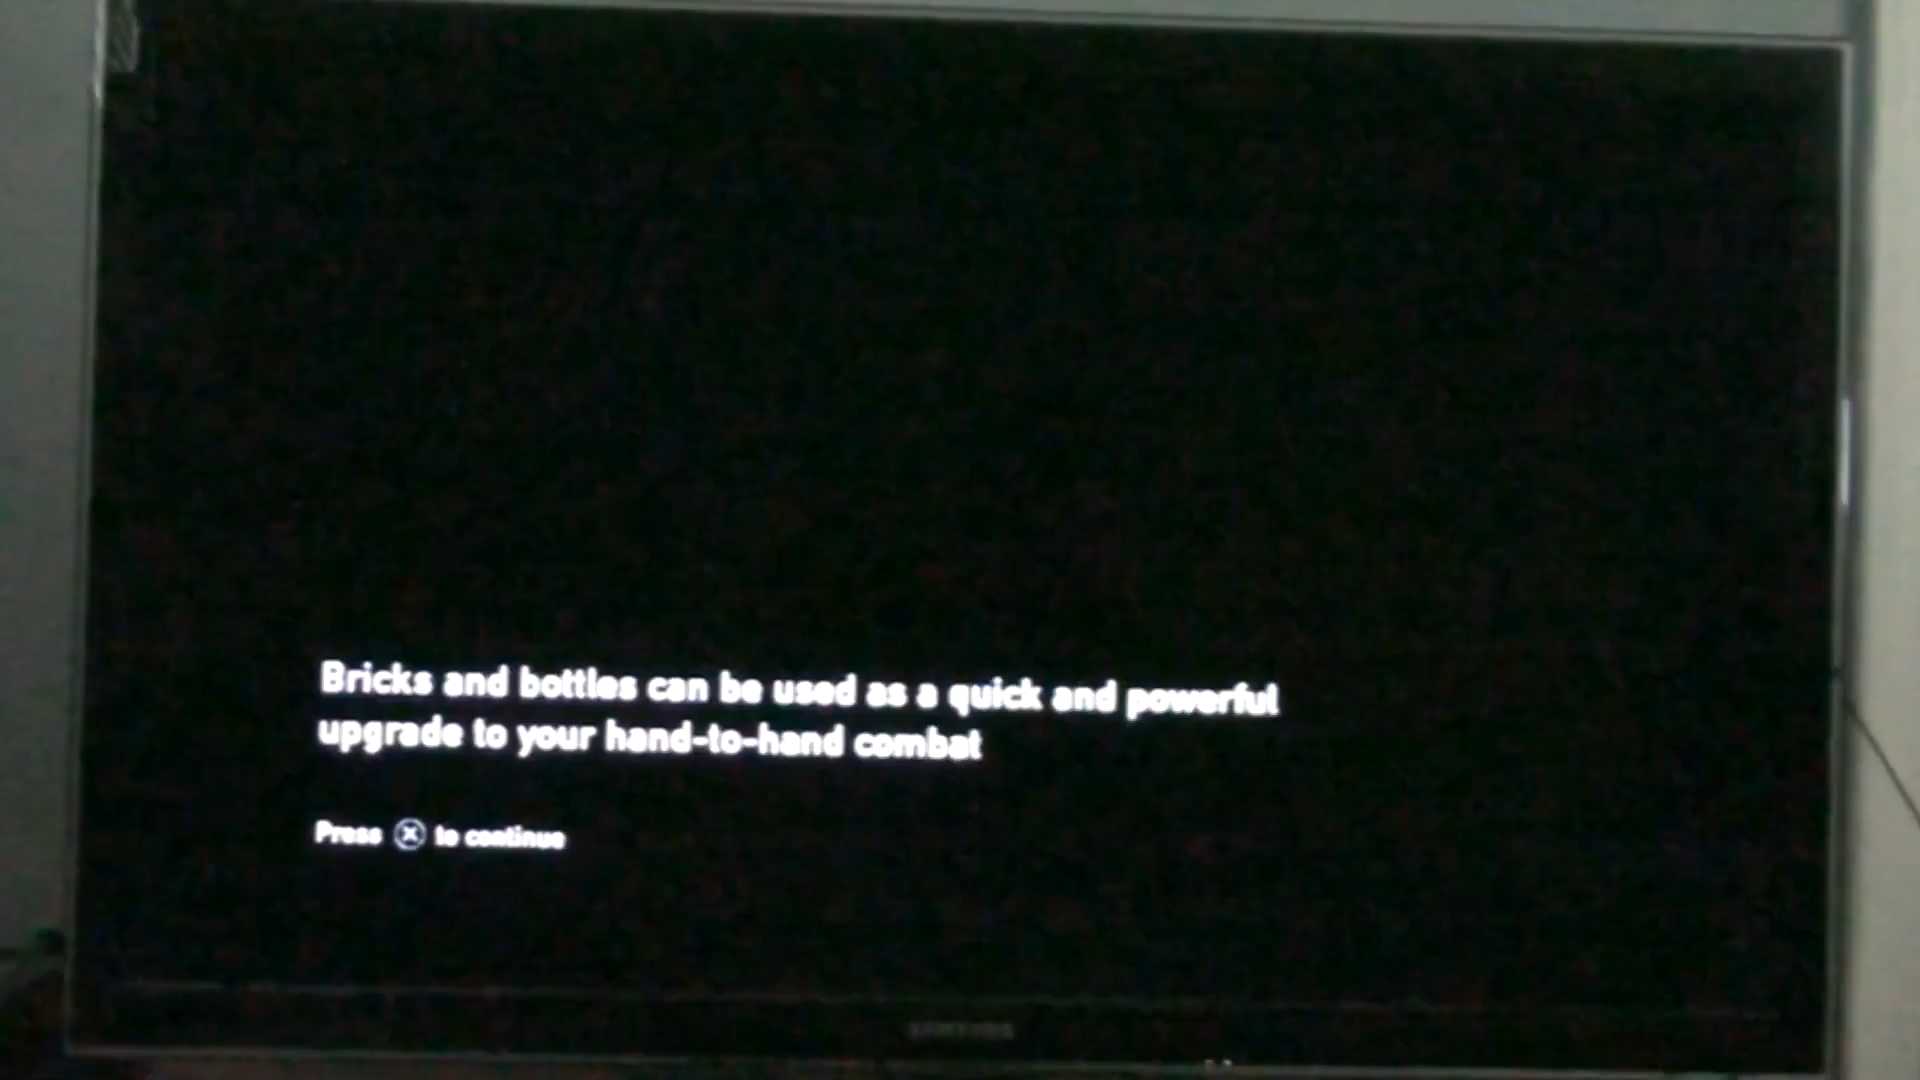 Bricks and bottles can be used as a quick and powerful
upgrade to your hand-to-hand combat
Press ⓧ to continue
SAMSUNG